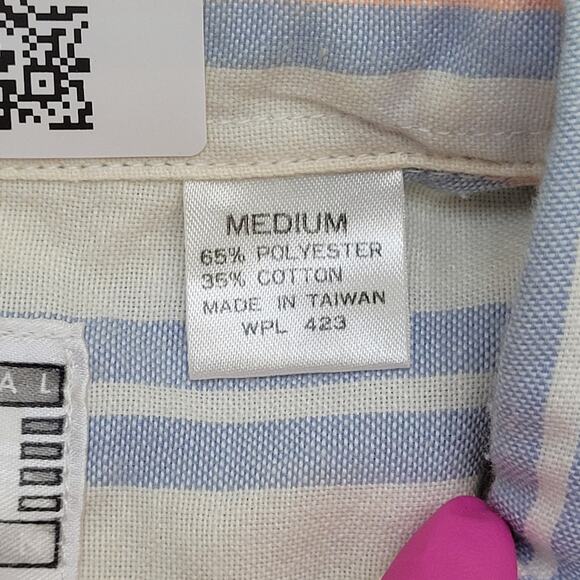 MEDIUM
65% POLYESTER
35% COTTON
MADE IN TAIWAN
WPL 423
A L